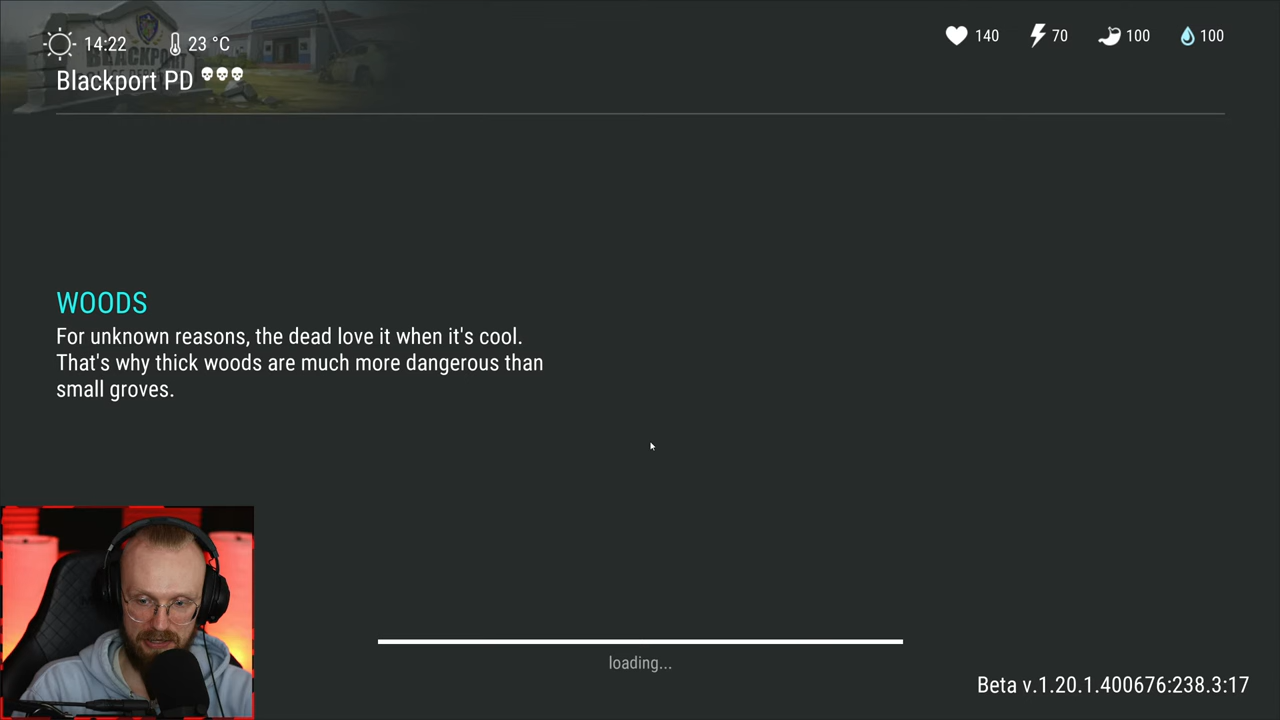 14:22 23 °C
140 70 100 100
Blackport PD
BLACKPORT
WOODS
For unknown reasons, the dead love it when it's cool.
That's why thick woods are much more dangerous than
small groves.
loading...
Beta v.1.20.1.400676:238.3:17